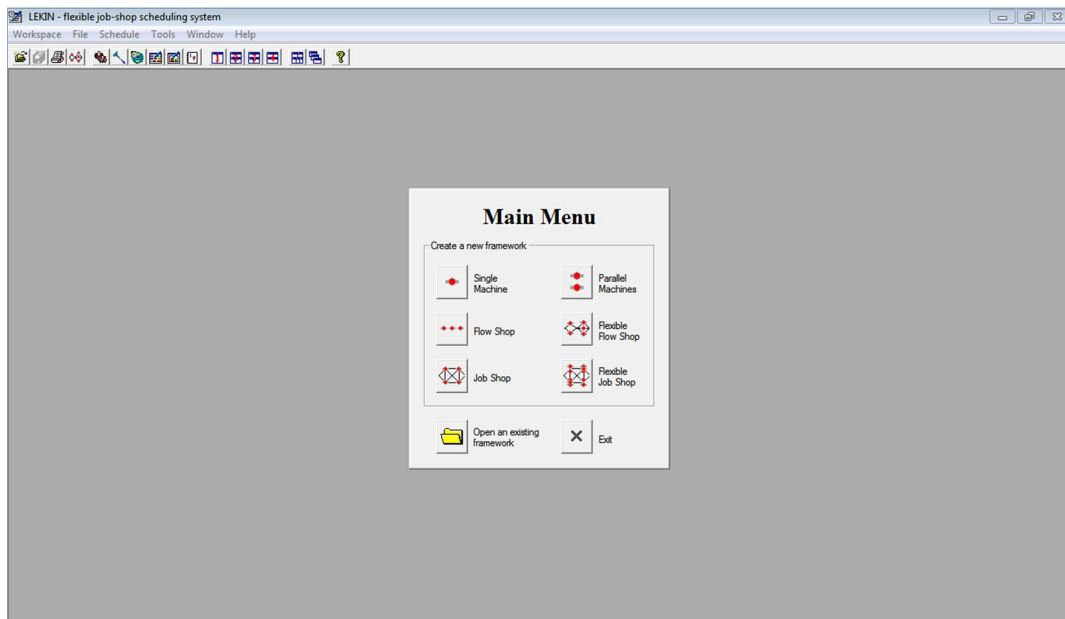 LEKIN - flexible job-shop scheduling system
Workspace File Schedule Tools Window Help
Main Menu
Create a new framework
Single
Machine
Parallel
Machines
Flow Shop
Flexible
Flow Shop
Job Shop
Flexible
Job Shop
Open an existing
framework
Exit